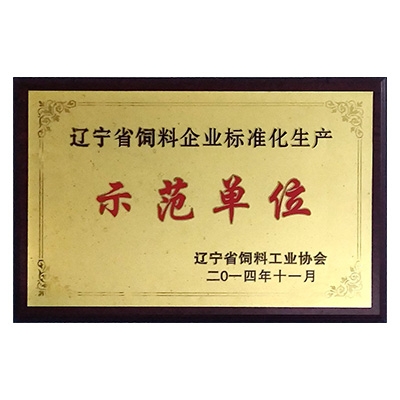 辽宁省饲料企业标准化生产
示范单位
辽宁省饲料工业协会
二〇一四年十一月